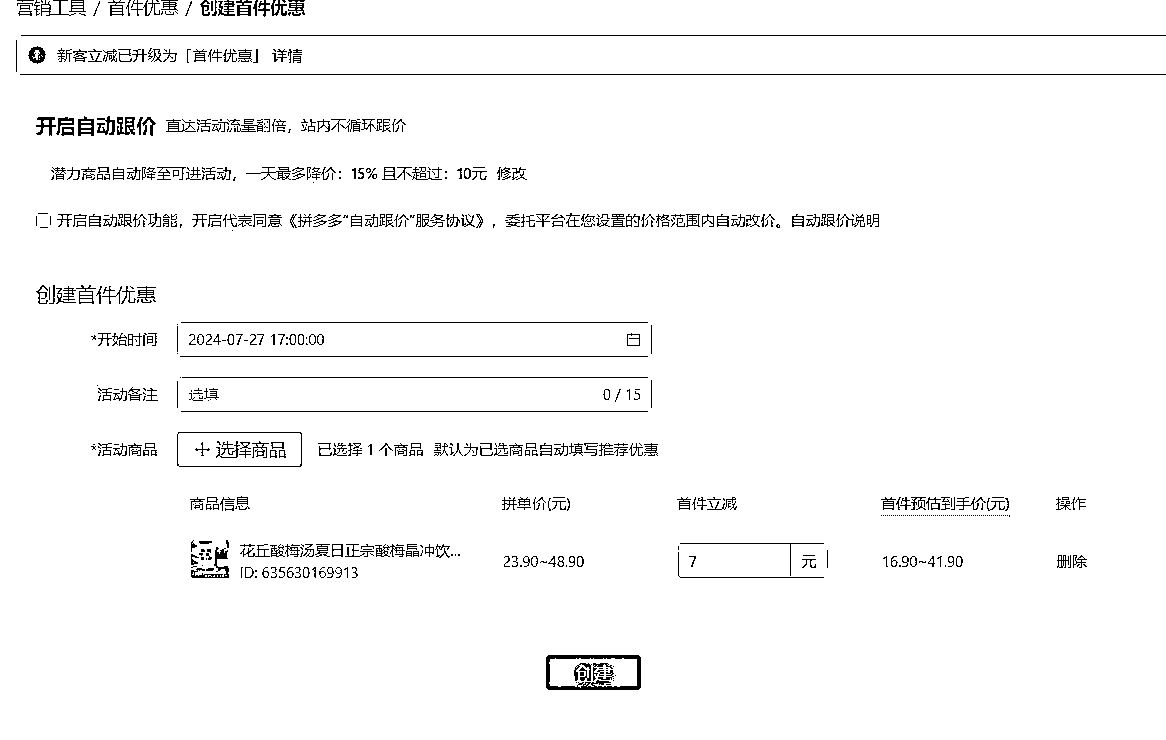 营销工具 / 首件优惠 / 创建首件优惠
新客立减已升级为「首件优惠」 详情
开启自动跟价 直达活动流量翻倍，站内不循环跟价
潜力商品自动降至可进活动，一天最多降价：15% 且不超过：10元 修改
开启自动跟价功能，开启代表同意《拼多多“自动跟价”服务协议》，委托平台在您设置的价格范围内自动改价。自动跟价说明
创建首件优惠
*开始时间 2024-07-27 17:00:00
活动备注 选填 0 / 15
*活动商品 选择商品 已选择 1 个商品 默认为已选商品自动填写推荐优惠
商品信息 拼单价(元) 首件立减 首件预估到手价(元) 操作
花丘酸梅汤夏日正宗酸梅晶冲饮...
ID: 635630169913 23.90~48.90 7 元 16.90~41.90 删除
创建